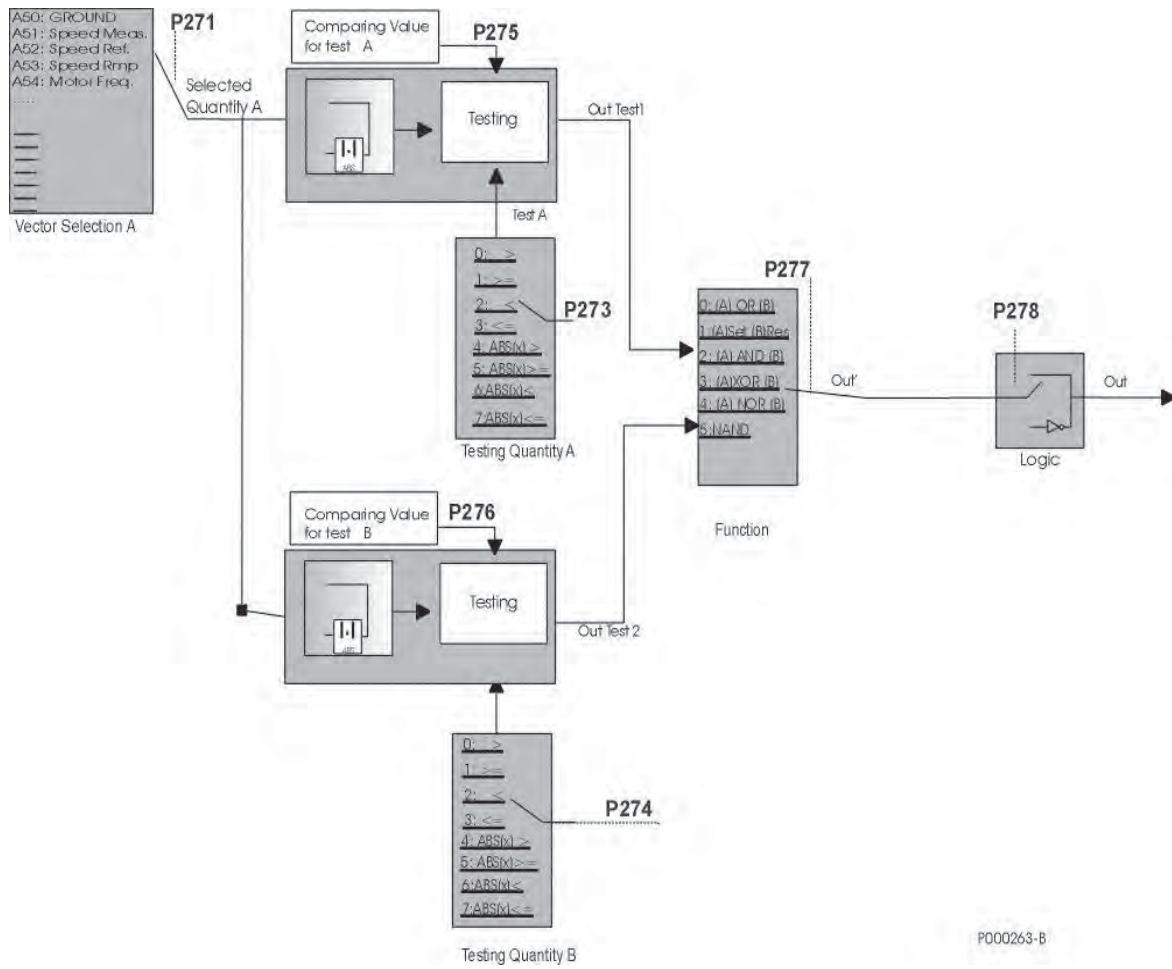 A50: GROUND
A51: Speed Meas.
A52: Speed Ref.
A53: Speed Rmp
A54: Motor Freq.
.....
Vector Selection A
P271
Selected
Quantity A
Comparing Value
for test A
P275
Testing
ABS
Out Test1
Test A
0: >
1: >=
2: <
3: <=
4: ABS(x) >
5: ABS(x)>=
6:ABS(x)<
7:ABS(x)<=
P273
Testing Quantity A
P277
0: (A) OR (B)
1:(A)Set (B)Res
2: (A) AND (B)
3: (A)XOR (B)
4: (A) NOR (B)
5:NAND
Function
Out'
P278
Logic
Out
Comparing Value
for test B
P276
Testing
ABS
Out Test 2
0: >
1: >=
2: <
3: <=
4: ABS(x) >
5: ABS(x)>=
6:ABS(x)<
7:ABS(x)<=
P274
Testing Quantity B
P000263-B